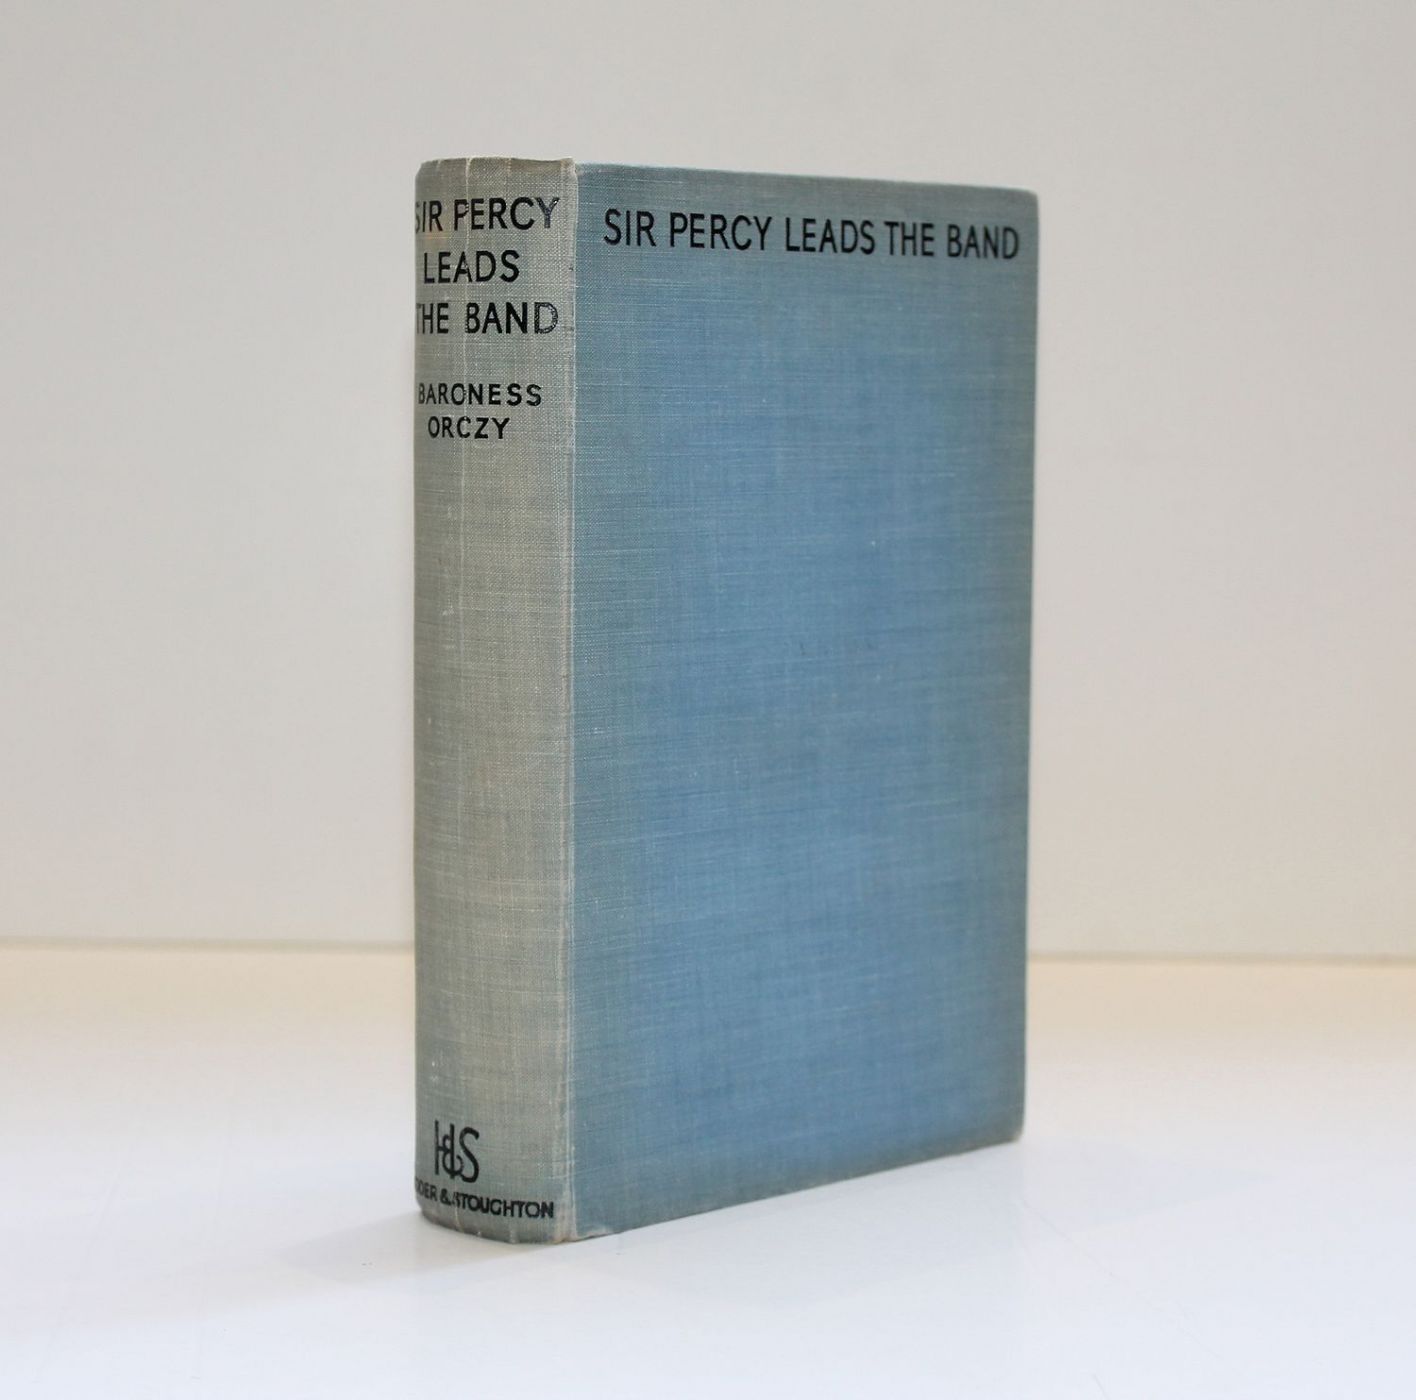 SIR PERCY
LEADS
THE BAND
BARONESS
ORCZY
H&S
& STOUGHTON
SIR PERCY LEADS THE BAND